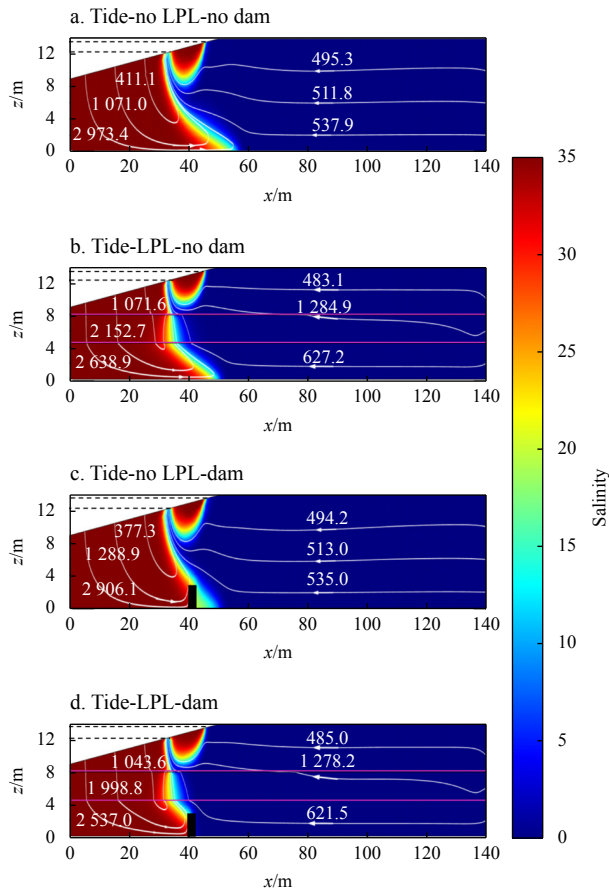 a. Tide-no LPL-no dam
12
8
4
0
z/m
411.1
1 071.0
2 973.4
495.3
511.8
537.9
0 20 40 60 80 100 120 140
x/m
b. Tide-LPL-no dam
12
8
4
0
z/m
1 071.6
2 152.7
2 638.9
483.1
1 284.9
627.2
0 20 40 60 80 100 120 140
x/m
c. Tide-no LPL-dam
12
8
4
0
z/m
377.3
1 288.9
2 906.1
494.2
513.0
535.0
0 20 40 60 80 100 120 140
x/m
d. Tide-LPL-dam
12
8
4
0
z/m
1 043.6
1 998.8
2 537.0
485.0
1 278.2
621.5
0 20 40 60 80 100 120 140
x/m
35
30
25
20
15
10
5
0
Salinity